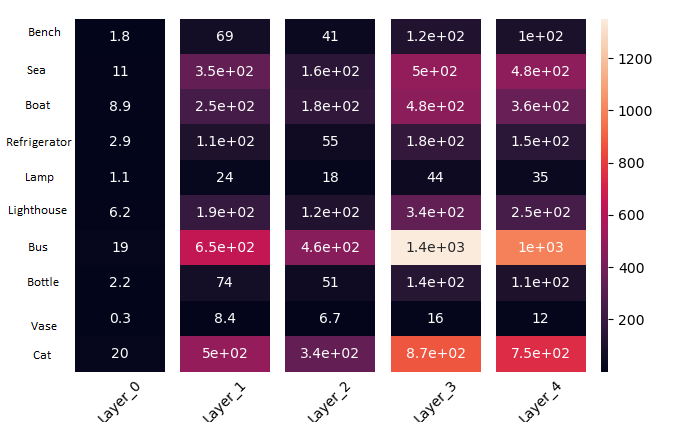 Bench 1.8 69 41 1.2e+02 1e+02
Sea 11 3.5e+02 1.6e+02 5e+02 4.8e+02
Boat 8.9 2.5e+02 1.8e+02 4.8e+02 3.6e+02
Refrigerator 2.9 1.1e+02 55 1.8e+02 1.5e+02
Lamp 1.1 24 18 44 35
Lighthouse 6.2 1.9e+02 1.2e+02 3.4e+02 2.5e+02
Bus 19 6.5e+02 4.6e+02 1.4e+03 1e+03
Bottle 2.2 74 51 1.4e+02 1.1e+02
Vase 0.3 8.4 6.7 16 12
Cat 20 5e+02 3.4e+02 8.7e+02 7.5e+02
Layer_0 Layer_1 Layer_2 Layer_3 Layer_4
1200
1000
800
600
400
200